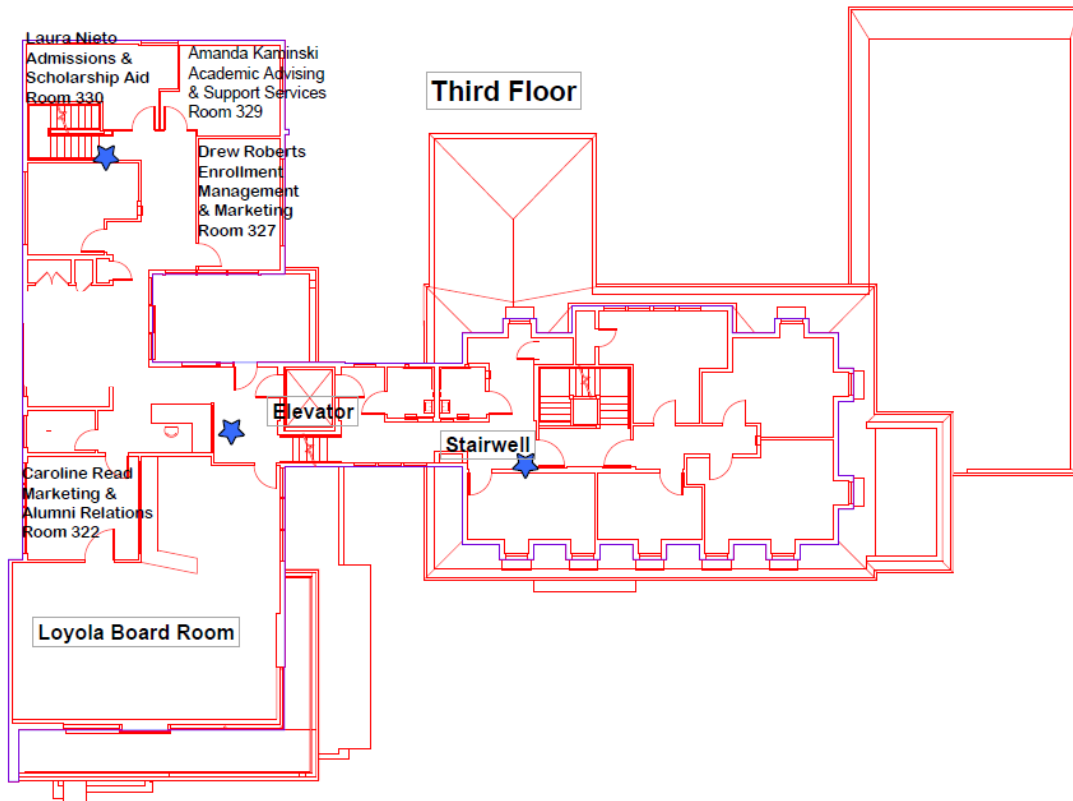 Laura Nieto
Admissions &
Scholarship Aid
Room 330
Amanda Kaminski
Academic Advising
& Support Services
Room 329
Third Floor
Drew Roberts
Enrollment
Management
& Marketing
Room 327
Elevator
Stairwell
Caroline Read
Marketing &
Alumni Relations
Room 322
Loyola Board Room